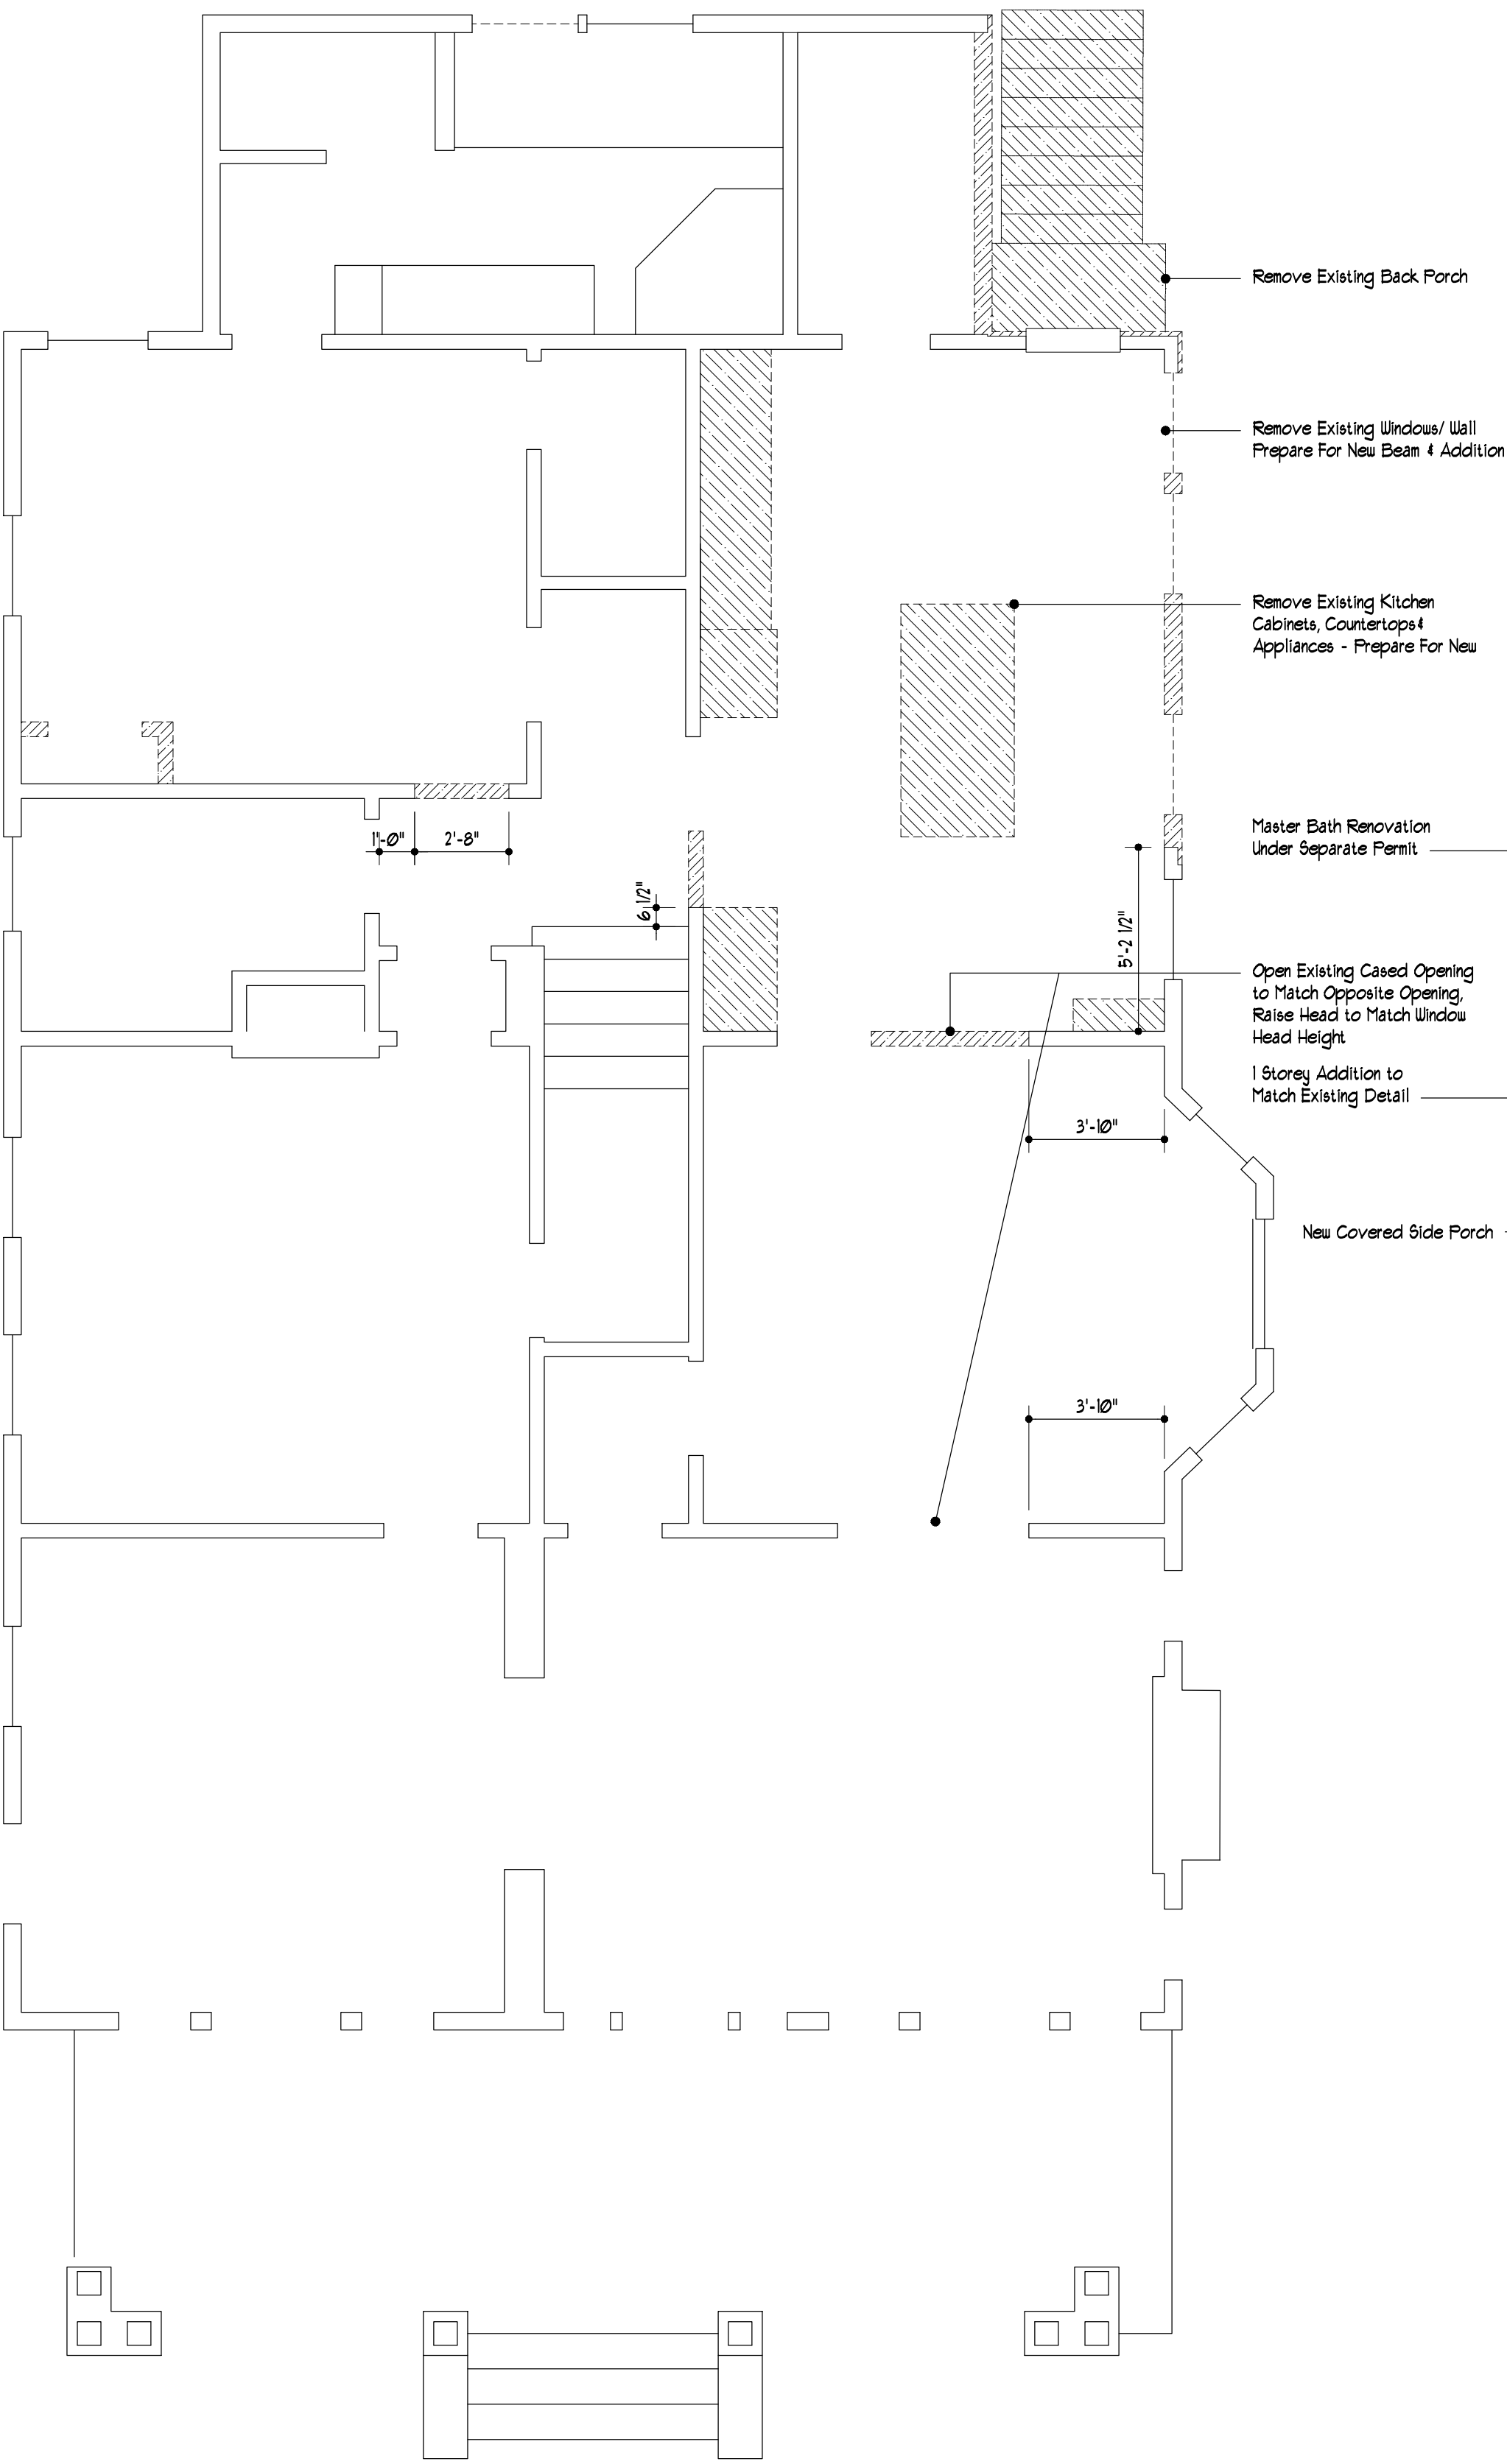 Remove Existing Back Porch
Remove Existing Windows/ Wall
Prepare For New Beam & Addition
Remove Existing Kitchen
Cabinets, Countertops &
Appliances - Prepare For New
Master Bath Renovation
Under Separate Permit
1'-0"
2'-8"
6 1/2"
5'-2 1/2"
Open Existing Cased Opening
to Match Opposite Opening,
Raise Head to Match Window
Head Height
1 Storey Addition to
Match Existing Detail
3'-10"
New Covered Side Porch
3'-10"